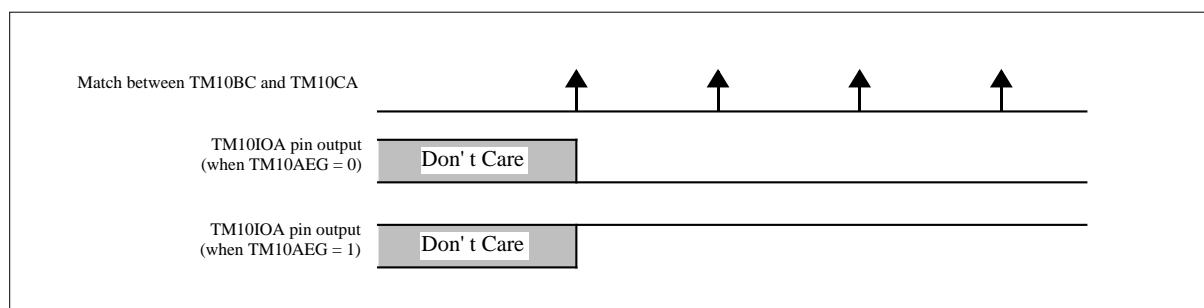 Match between TM10BC and TM10CA
TM10IOA pin output
(when TM10AEG = 0)
Don' t Care
TM10IOA pin output
(when TM10AEG = 1)
Don' t Care